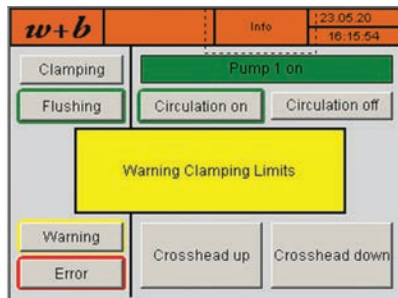 w+b
Info
23.05.20
16:15:54
Clamping
Pump 1 on
Flushing
Circulation on
Circulation off
Warning Clamping Limits
Warning
Error
Crosshead up
Crosshead down